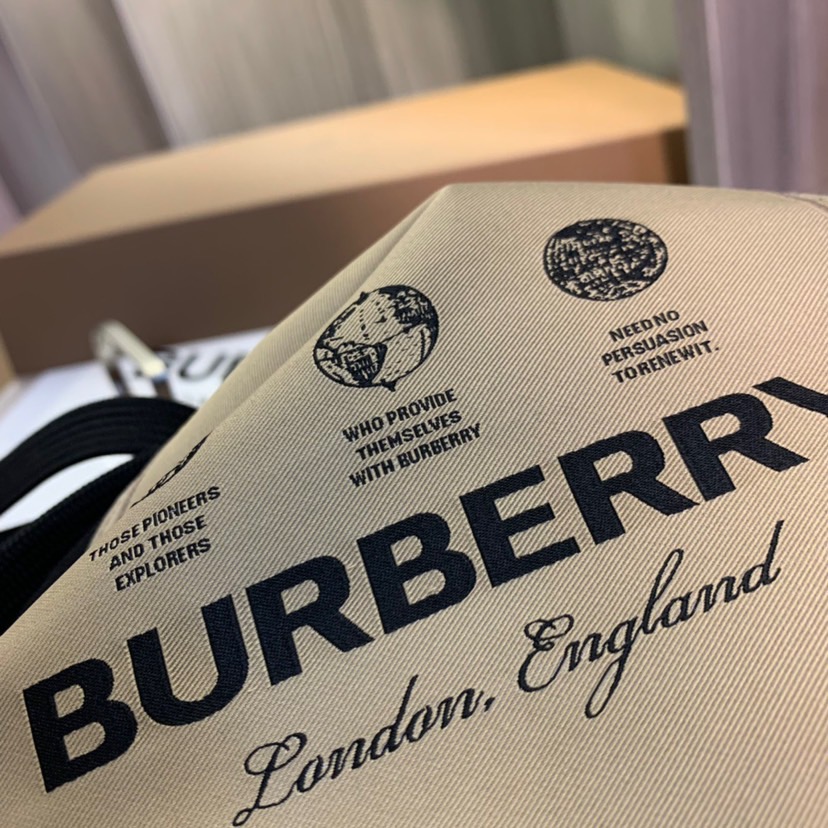 THOSE PIONEERS
AND THOSE
EXPLORERS
WHO PROVIDE
THEMSELVES
WITH BURBERRY
NEED NO
PERSUASION
TO RENEW IT.
BURBERRY
London, England